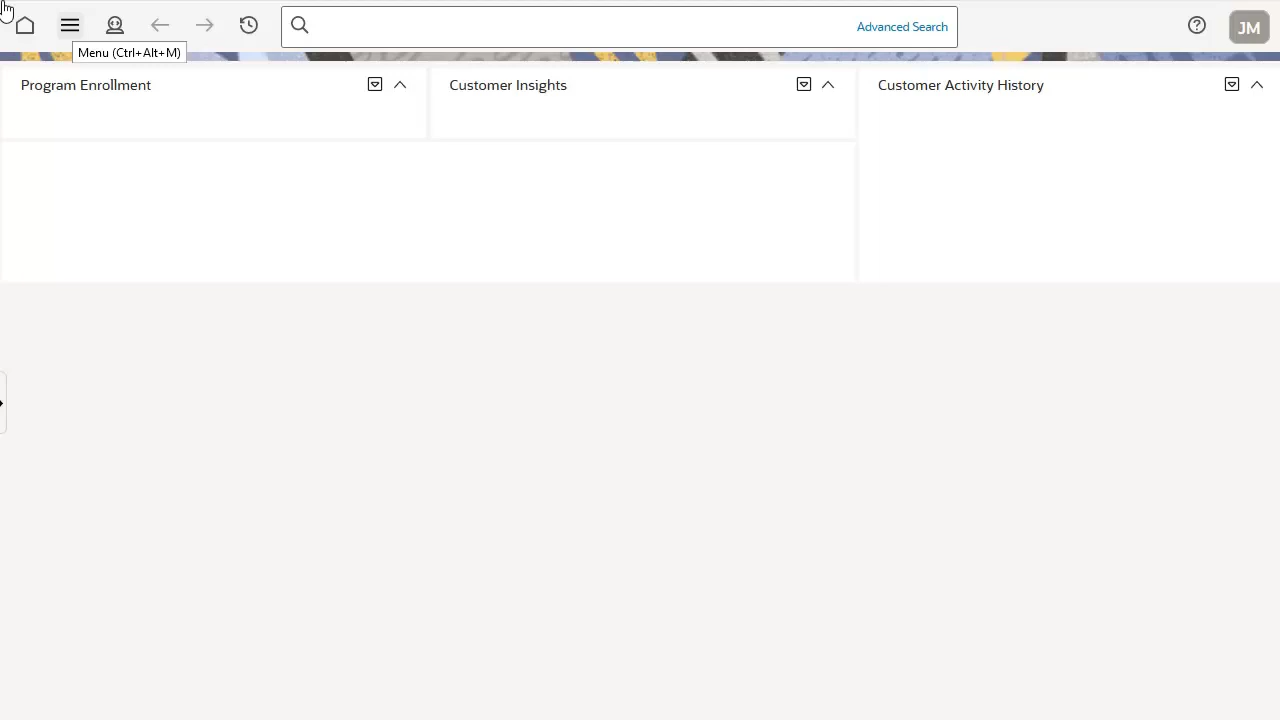 Advanced Search
JM
Menu (Ctrl+Alt+M)
Program Enrollment
Customer Insights
Customer Activity History